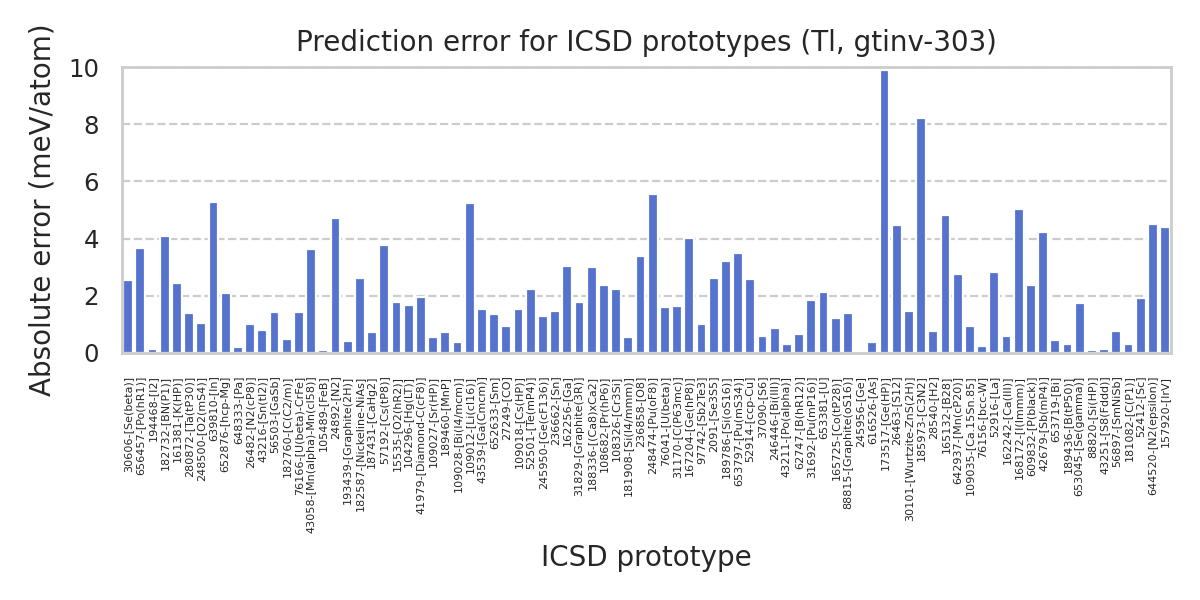 Prediction error for ICSD prototypes (Tl, gtinv-303)
Absolute error (meV/atom)
10
8
6
4
2
0
30606-[Se(beta)]
656457-[Po(hR1)]
194468-[I2]
182732-[BN(P1)]
16381-[K(HP)]
280872-[Ta(tP30)]
248500-[O2(mS4)]
639810-[In]
652876-[hcp-Mg]
64833-[Pa]
26482-[N2(cP8)]
43216-[Sn(tI2)]
56503-[GaSb]
182760-[C(C2/m)]
76166-[U(beta)-CrFe]
43058-[Mn(alpha)-Mn(cI58)]
105489-[FeB]
24892-[N2]
193439-[Graphite(2H)]
182587-[Nickeline-NiAs]
187431-[CaHg2]
57192-[Cs(tP8)]
15535-[O2(hR2)]
104296-[Hg(LT)]
41979-[Diamond-C(cF8)]
109027-[Sr(HP)]
189460-[MnP]
109028-[Bi(I4/mcm)]
109012-[Li(cI16)]
43539-[Ga(Cmcm)]
652633-[Sm]
27249-[CO]
109018-[Cs(HP)]
52501-[Te(mP4)]
245950-[Ge(cF136)]
236662-[Sn]
162256-[Ga]
31829-[Graphite(3R)]
188336-[(Ca8)xCa2]
108682-[Pr(hP6)]
108326-[Cr3Si]
181908-[Si(I4/mmm)]
236858-[O8]
248474-[Pu(oF8)]
76041-[U(beta)]
31170-[C(P63mc)]
167204-[Ge(hP8)]
97742-[Sb2Te3]
2091-[Se3S5]
189786-[Si(oS16)]
653797-[Pu(mS34)]
52914-[ccp-Cu]
37090-[S6]
246446-[Bi(III)]
43211-[Po(alpha)]
62747-[B(hR12)]
31692-[Pu(mP16)]
653381-[U]
165725-[Co(tP28)]
88815-[Graphite(oS16)]
245956-[Ge]
616526-[As]
173517-[Ge(HP)]
26463-[S12]
30101-[Wurtzite-ZnS(2H)]
185973-[C3N2]
28540-[H2]
165132-[B28]
642937-[Mn(cP20)]
109035-[Ca.15Sn.85]
76156-[bcc-W]
52916-[La]
162242-[Ca(III)]
168172-[I(Immm)]
609832-[P(black)]
42679-[Sb(mP4)]
653719-[Bi]
189436-[B(tP50)]
653045-[Se(gamma)]
88820-[Si(HP)]
43251-[S8(Fddd)]
56897-[SmNiSb]
181082-[C(P1)]
52412-[Sc]
644520-[N2(epsilon)]
157920-[IrV]
ICSD prototype